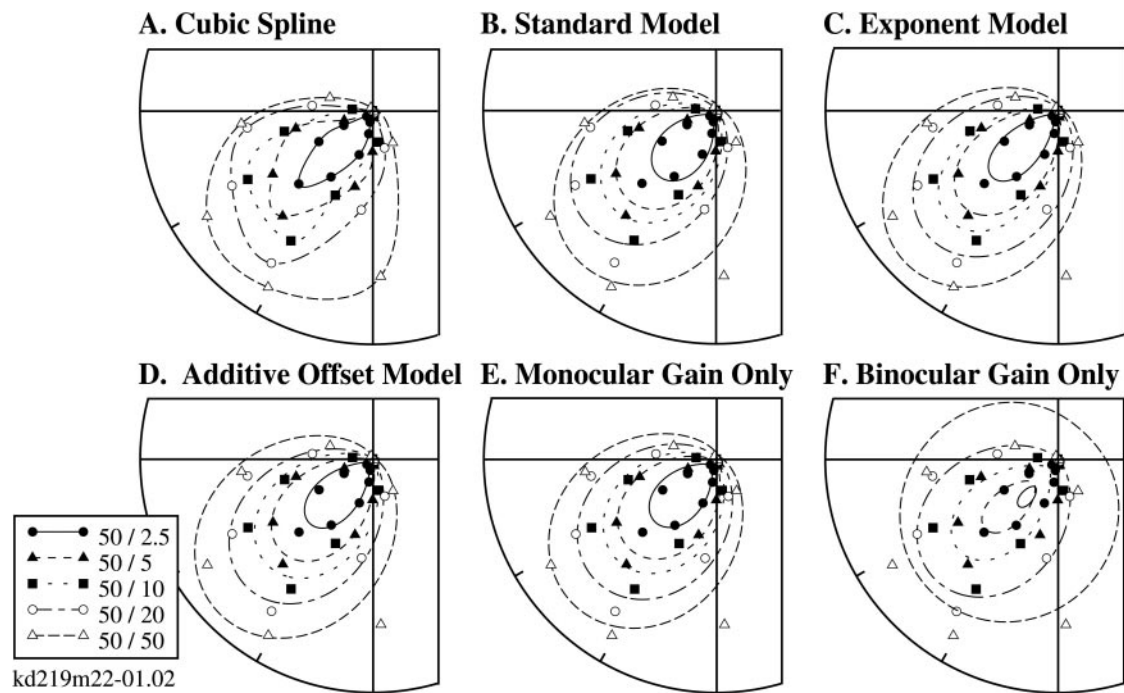 A. Cubic Spline
B. Standard Model
C. Exponent Model
D. Additive Offset Model
E. Monocular Gain Only
F. Binocular Gain Only
50 / 2.5
50 / 5
50 / 10
50 / 20
50 / 50
kd219m22-01.02